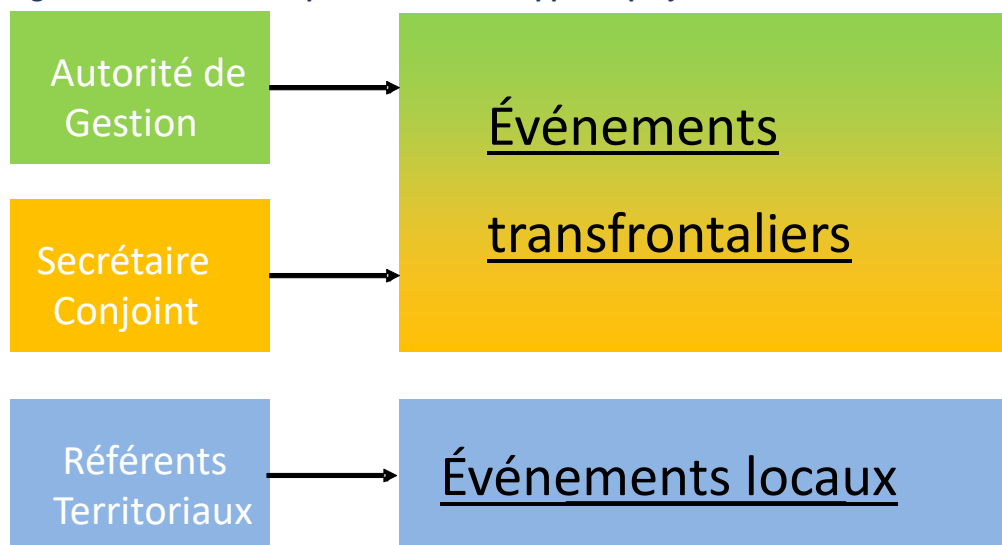 Autorité de
Gestion
Événements
transfrontaliers
Secrétaire
Conjoint
Référents
Territoriaux
Événements locaux